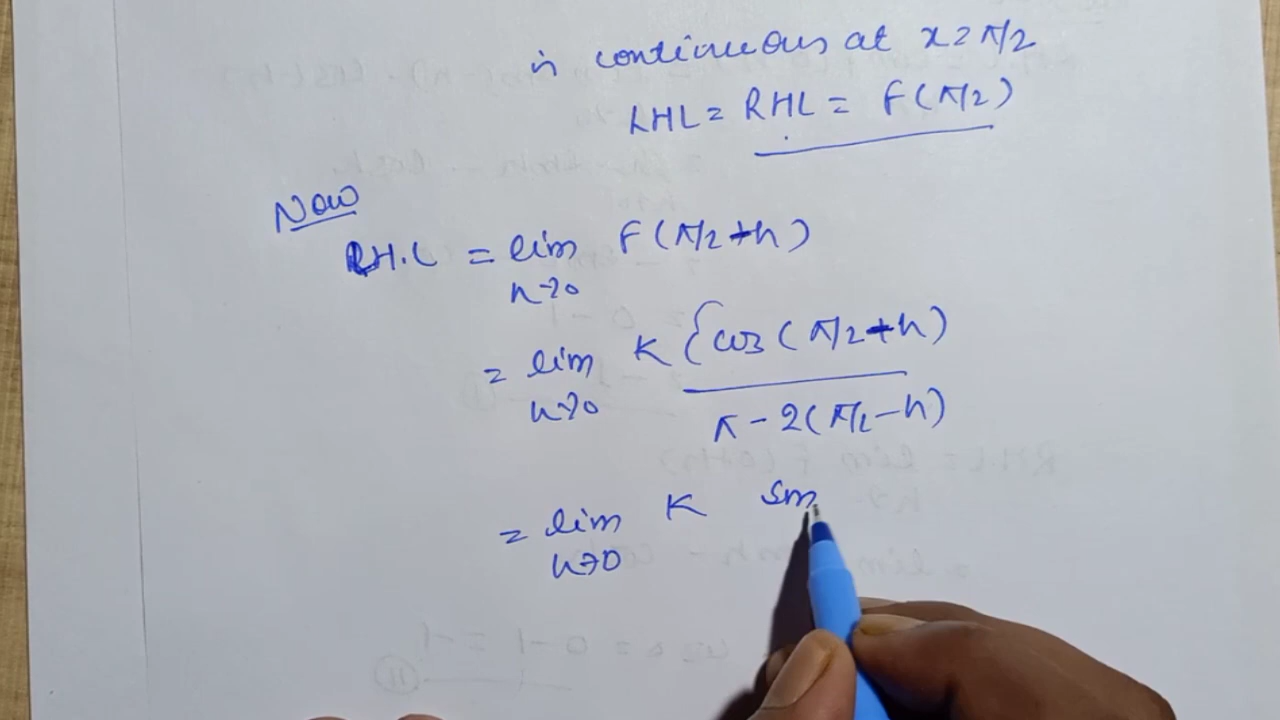 is continuous at x = π/2
LHL = RHL = F(π/2)
Now
RH.L = lim F(π/2+h)
h→0
= lim K {cos(π/2+h)
h→0
π-2(π/2-h)
= lim K Sin
h→0